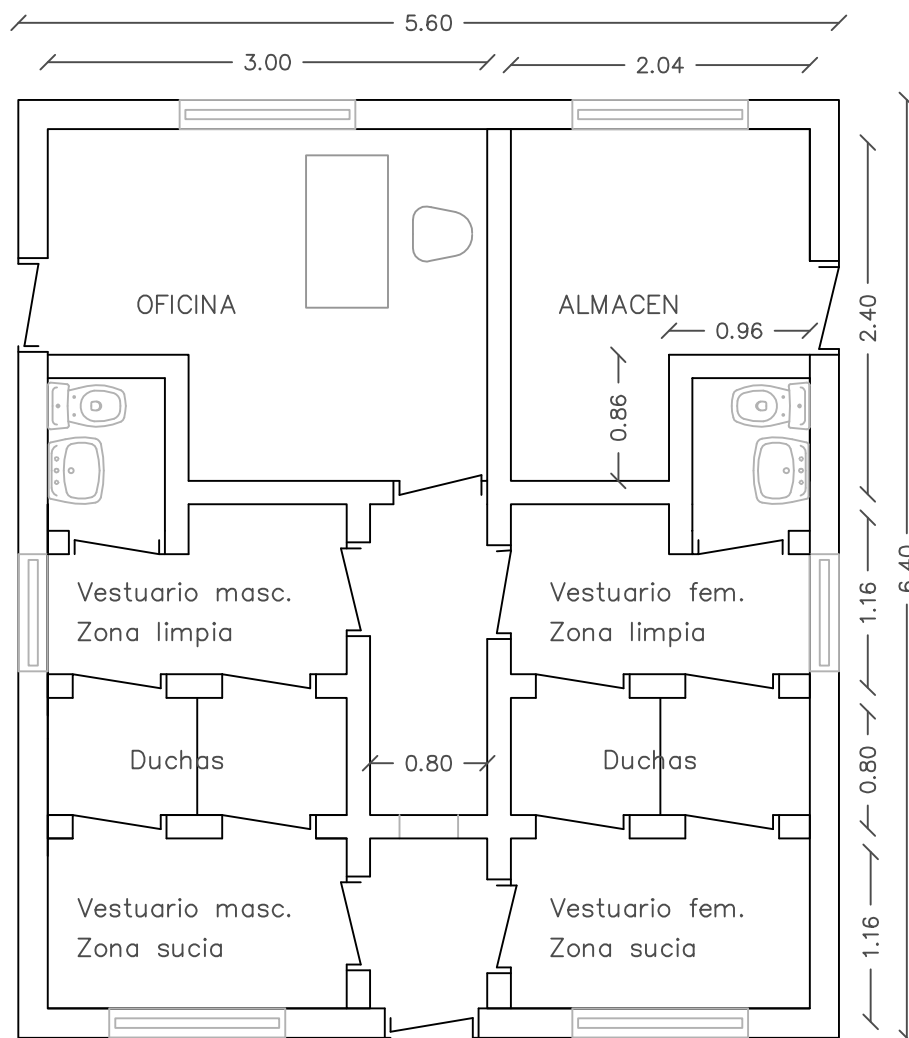 5.60
3.00
2.04
OFICINA
ALMACEN
0.96
2.40
0.86
6.40
Vestuario masc.
Zona limpia
Vestuario fem.
Zona limpia
1.16
Duchas
0.80
Duchas
0.80
Vestuario masc.
Zona sucia
Vestuario fem.
Zona sucia
1.16